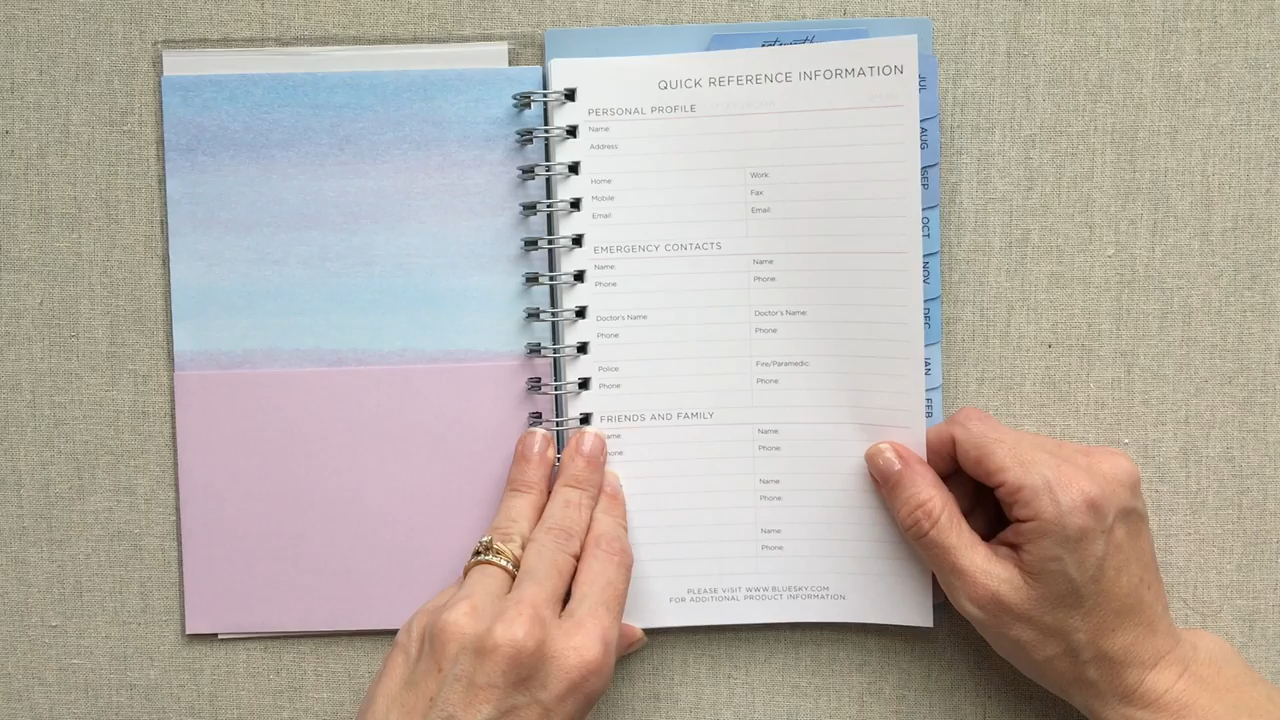 QUICK REFERENCE INFORMATION
PERSONAL PROFILE
Name:
Address:
Home: Work:
Mobile: Fax:
Email: Email:
EMERGENCY CONTACTS
Name: Name:
Phone: Phone:
Doctor's Name Doctor's Name:
Phone: Phone:
Police: Fire/Paramedic:
Phone: Phone:
FRIENDS AND FAMILY
ame: Name:
hone: Phone:
Name
Phone:
Name:
Phone:
PLEASE VISIT WWW.BLUESKY.COM
FOR ADDITIONAL PRODUCT INFORMATION.
JUL
AUG
SEP
OCT
NOV
DEC
JAN
FEB